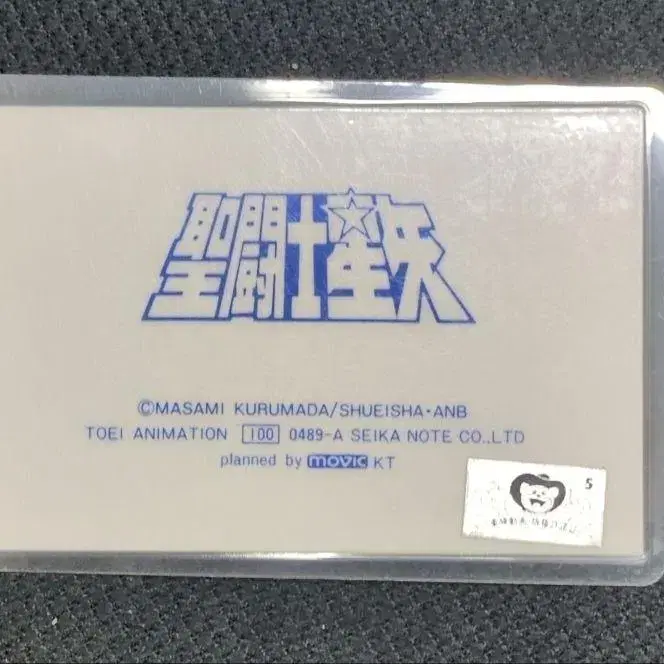 聖闘士星矢
©MASAMI KURUMADA/SHUEISHA・ANB
TOEI ANIMATION 100 0489-A SEIKA NOTE CO.,LTD
planned by movic KT
5